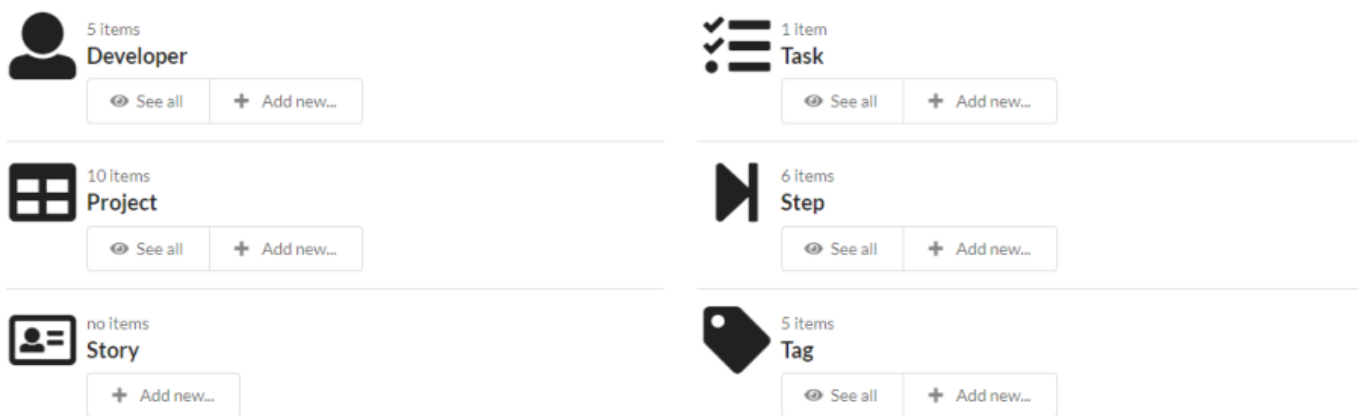 5 items
Developer
See all
Add new...
1 item
Task
See all
Add new...
10 items
Project
See all
Add new...
6 items
Step
See all
Add new...
no items
Story
Add new...
5 items
Tag
See all
Add new...